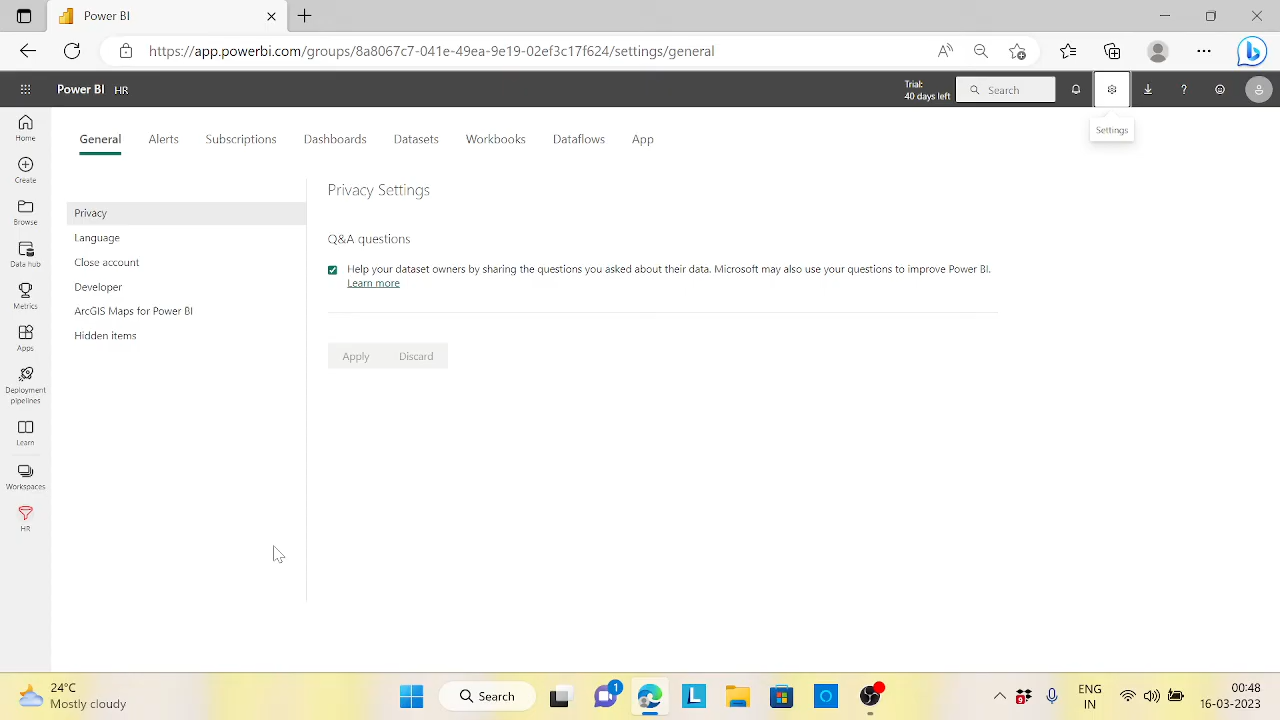 Power BI
https://app.powerbi.com/groups/8a8067c7-041e-49ea-9e19-02ef3c17f624/settings/general
Power BI HR
Trial:
40 days left
Search
Settings
Home
Create
Browse
Data hub
Metrics
Apps
Deployment
pipelines
Learn
Workspaces
HR
General Alerts Subscriptions Dashboards Datasets Workbooks Dataflows App
Privacy
Language
Close account
Developer
ArcGIS Maps for Power BI
Hidden items
Privacy Settings
Q&A questions
Help your dataset owners by sharing the questions you asked about their data. Microsoft may also use your questions to improve Power BI.
Learn more
Apply Discard
24°C
Mostly cloudy
Search
1
L
9
ENG
IN
00:48
16-03-2023